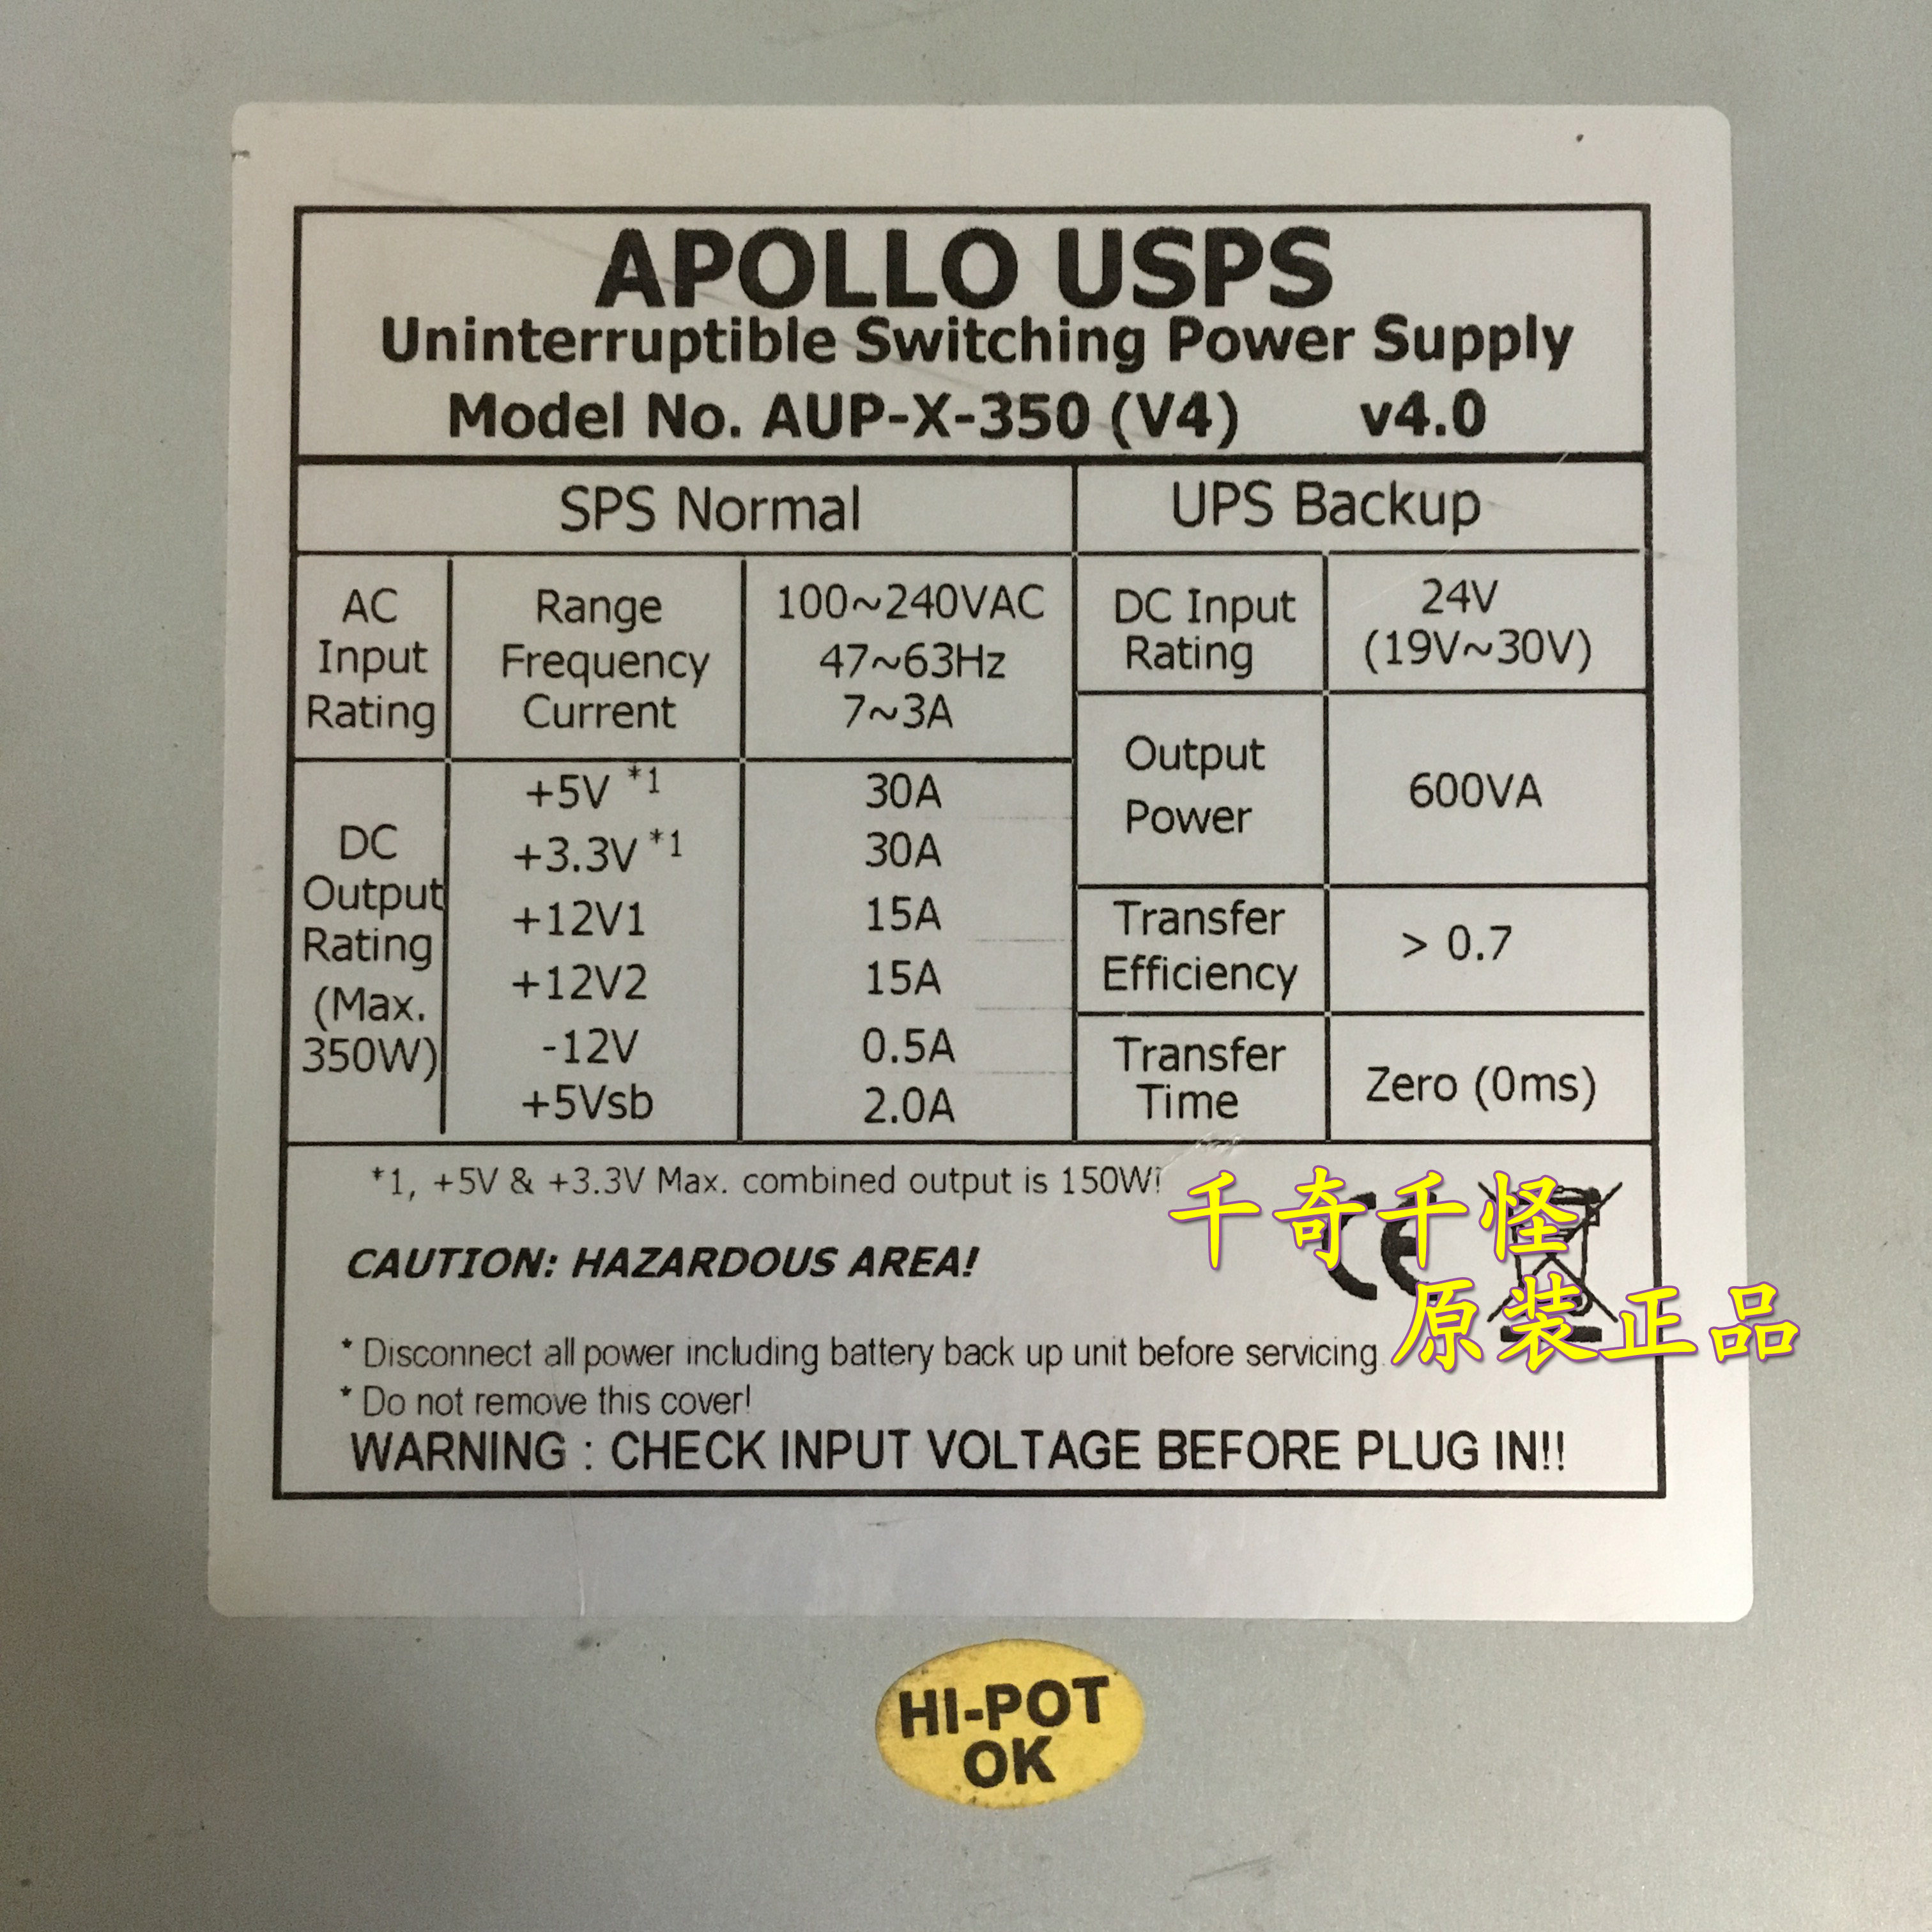 APOLLO USPS
Uninterruptible Switching Power Supply
Model No. AUP-X-350 (V4) v4.0
SPS Normal
UPS Backup
AC
Input
Rating
Range
Frequency
Current
100~240VAC
47~63Hz
7~3A
DC Input
Rating
24V
(19V~30V)
DC
Output
Rating
(Max.
350W)
+5V *1
+3.3V *1
+12V1
+12V2
-12V
+5Vsb
30A
30A
15A
15A
0.5A
2.0A
Output
Power
600VA
Transfer
Efficiency
> 0.7
Transfer
Time
Zero (0ms)
*1, +5V & +3.3V Max. combined output is 150W!
千奇千怪
CE
原装正品
CAUTION: HAZARDOUS AREA!
* Disconnect all power including battery back up unit before servicing.
* Do not remove this cover!
WARNING : CHECK INPUT VOLTAGE BEFORE PLUG IN!!
HI-POT
OK